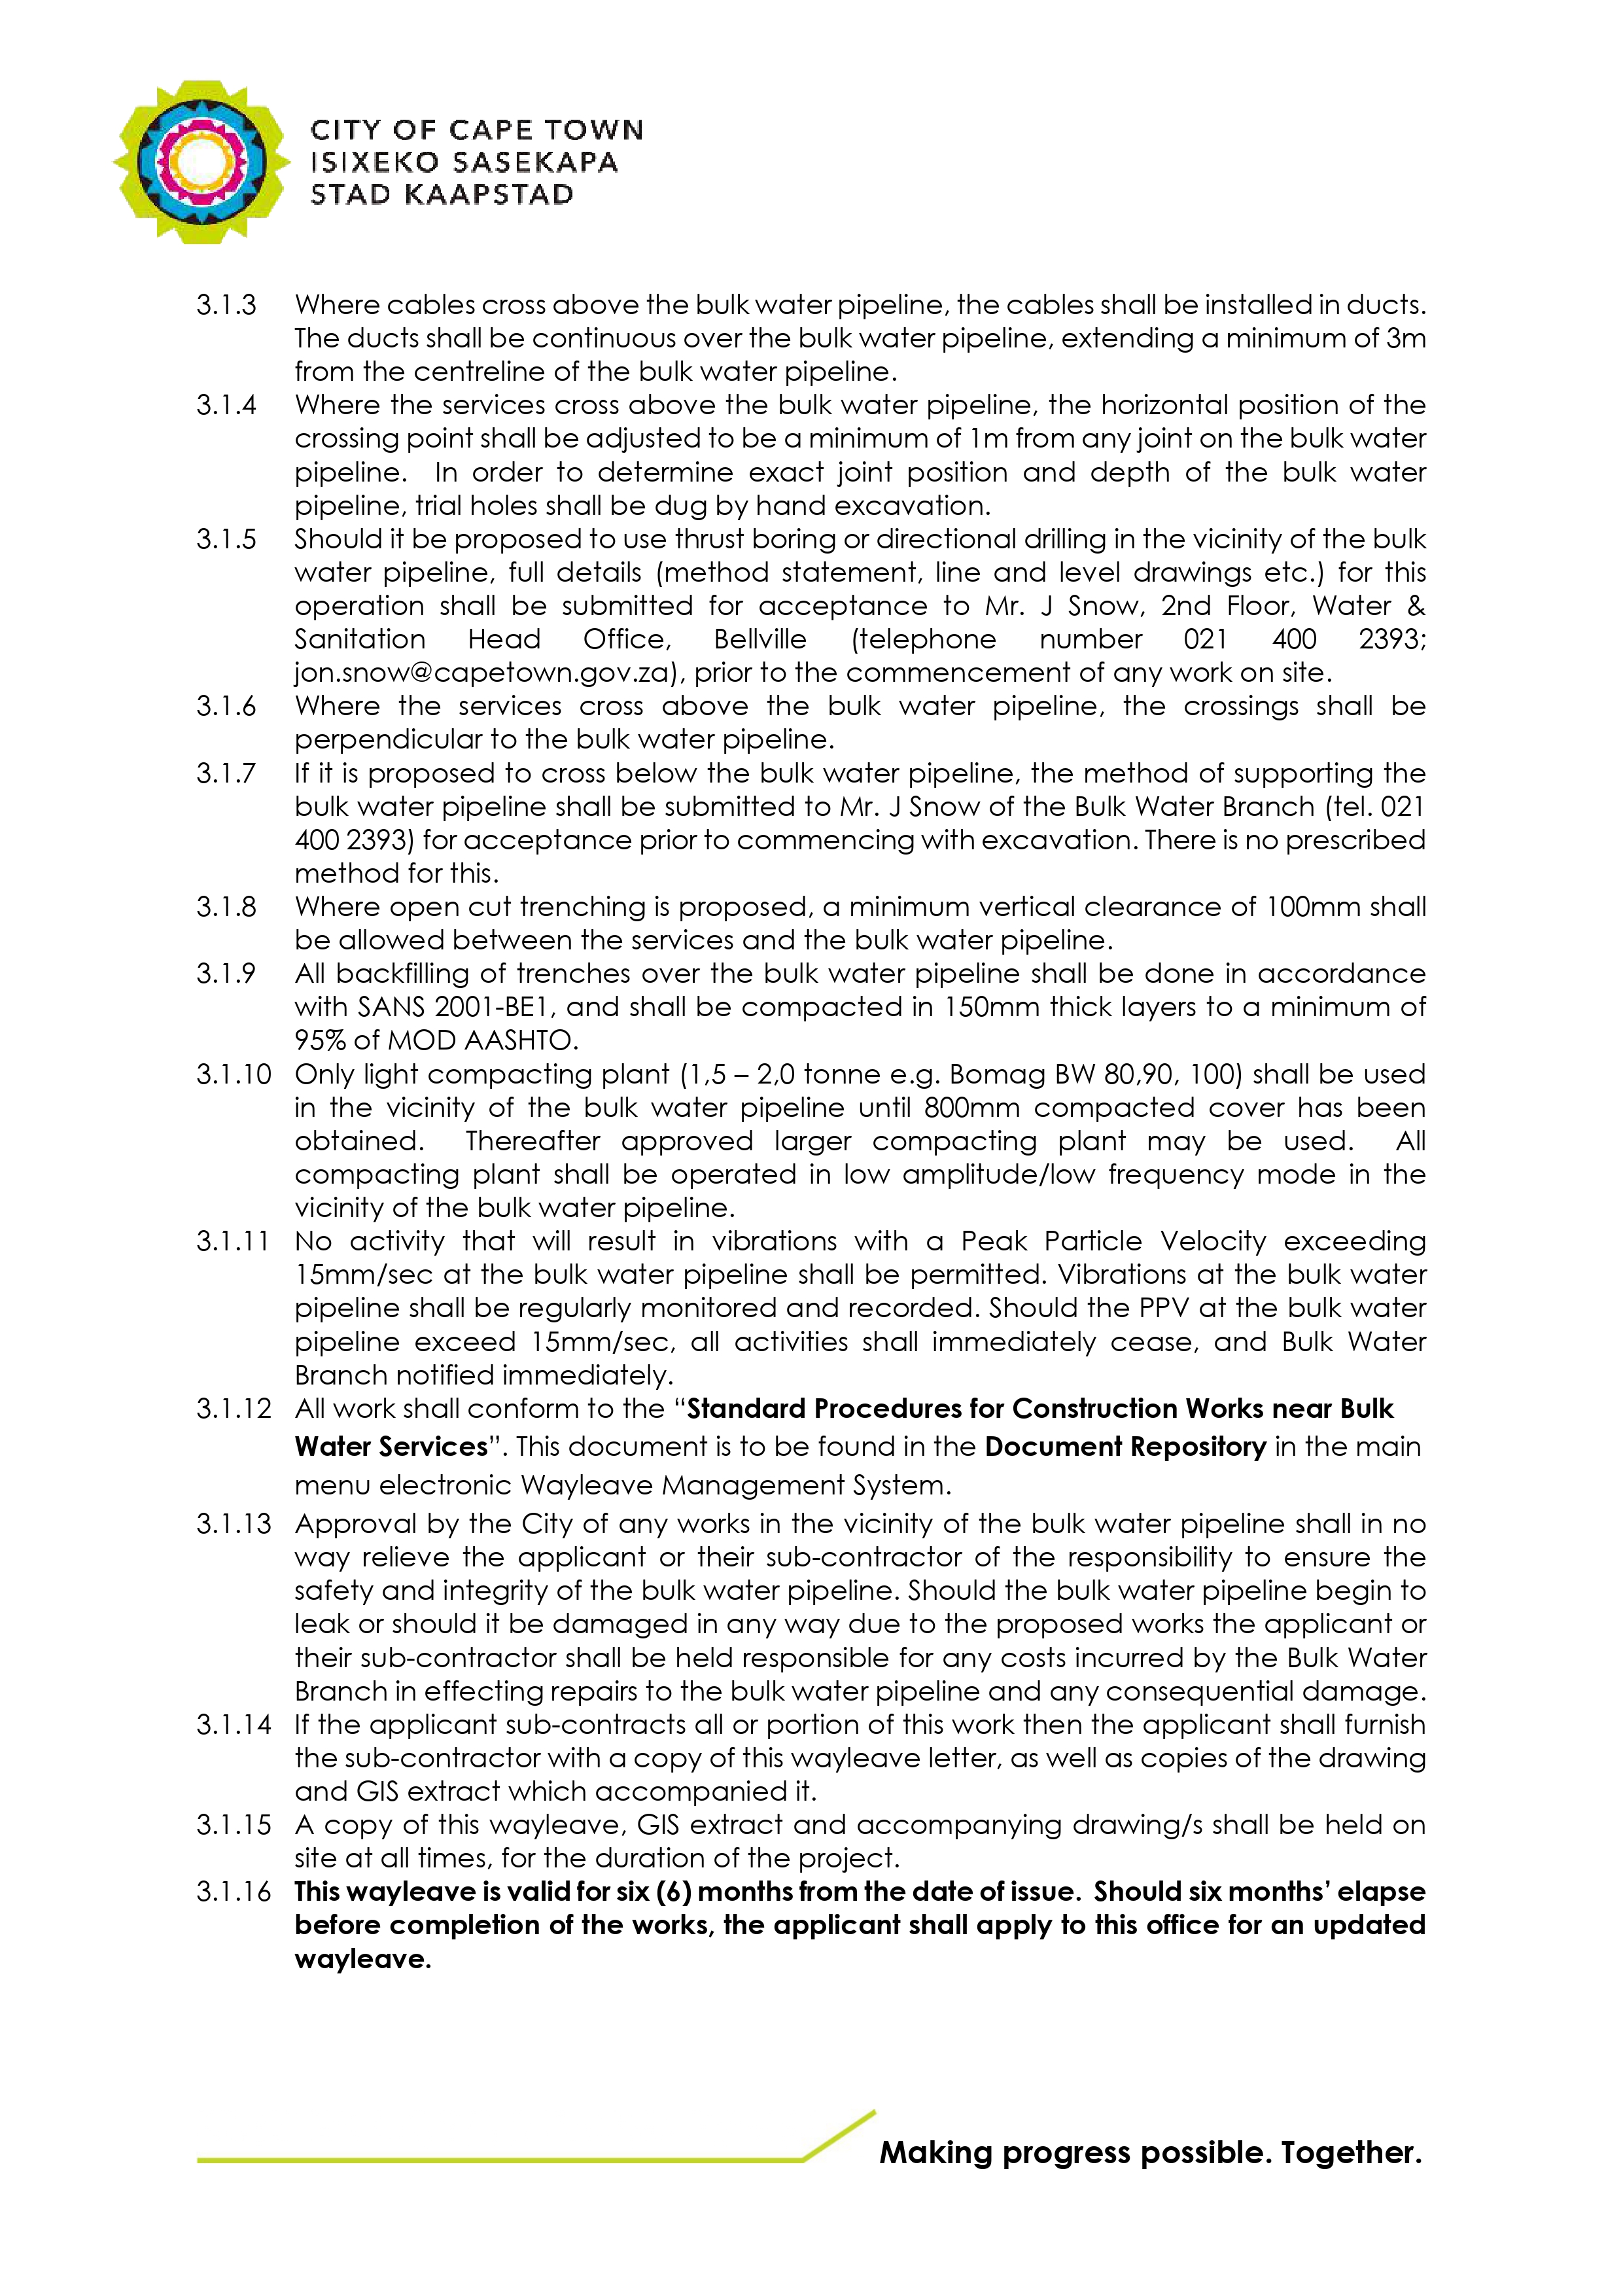 CITY OF CAPE TOWN
ISIXEKO SASEKAPA
STAD KAAPSTAD
3.1.3 Where cables cross above the bulk water pipeline, the cables shall be installed in ducts.
The ducts shall be continuous over the bulk water pipeline, extending a minimum of 3m
from the centreline of the bulk water pipeline.
3.1.4 Where the services cross above the bulk water pipeline, the horizontal position of the
crossing point shall be adjusted to be a minimum of 1m from any joint on the bulk water
pipeline. In order to determine exact joint position and depth of the bulk water
pipeline, trial holes shall be dug by hand excavation.
3.1.5 Should it be proposed to use thrust boring or directional drilling in the vicinity of the bulk
water pipeline, full details (method statement, line and level drawings etc.) for this
operation shall be submitted for acceptance to Mr. J Snow, 2nd Floor, Water &
Sanitation Head Office, Bellville (telephone number 021 400 2393;
jon.snow@capetown.gov.za), prior to the commencement of any work on site.
3.1.6 Where the services cross above the bulk water pipeline, the crossings shall be
perpendicular to the bulk water pipeline.
3.1.7 If it is proposed to cross below the bulk water pipeline, the method of supporting the
bulk water pipeline shall be submitted to Mr. J Snow of the Bulk Water Branch (tel. 021
400 2393) for acceptance prior to commencing with excavation. There is no prescribed
method for this.
3.1.8 Where open cut trenching is proposed, a minimum vertical clearance of 100mm shall
be allowed between the services and the bulk water pipeline.
3.1.9 All backfilling of trenches over the bulk water pipeline shall be done in accordance
with SANS 2001-BE1, and shall be compacted in 150mm thick layers to a minimum of
95% of MOD AASHTO.
3.1.10 Only light compacting plant (1,5 – 2,0 tonne e.g. Bomag BW 80,90, 100) shall be used
in the vicinity of the bulk water pipeline until 800mm compacted cover has been
obtained. Thereafter approved larger compacting plant may be used. All
compacting plant shall be operated in low amplitude/low frequency mode in the
vicinity of the bulk water pipeline.
3.1.11 No activity that will result in vibrations with a Peak Particle Velocity exceeding
15mm/sec at the bulk water pipeline shall be permitted. Vibrations at the bulk water
pipeline shall be regularly monitored and recorded. Should the PPV at the bulk water
pipeline exceed 15mm/sec, all activities shall immediately cease, and Bulk Water
Branch notified immediately.
3.1.12 All work shall conform to the “Standard Procedures for Construction Works near Bulk
Water Services”. This document is to be found in the Document Repository in the main
menu electronic Wayleave Management System.
3.1.13 Approval by the City of any works in the vicinity of the bulk water pipeline shall in no
way relieve the applicant or their sub-contractor of the responsibility to ensure the
safety and integrity of the bulk water pipeline. Should the bulk water pipeline begin to
leak or should it be damaged in any way due to the proposed works the applicant or
their sub-contractor shall be held responsible for any costs incurred by the Bulk Water
Branch in effecting repairs to the bulk water pipeline and any consequential damage.
3.1.14 If the applicant sub-contracts all or portion of this work then the applicant shall furnish
the sub-contractor with a copy of this wayleave letter, as well as copies of the drawing
and GIS extract which accompanied it.
3.1.15 A copy of this wayleave, GIS extract and accompanying drawing/s shall be held on
site at all times, for the duration of the project.
3.1.16 This wayleave is valid for six (6) months from the date of issue. Should six months’ elapse
before completion of the works, the applicant shall apply to this office for an updated
wayleave.
Making progress possible. Together.